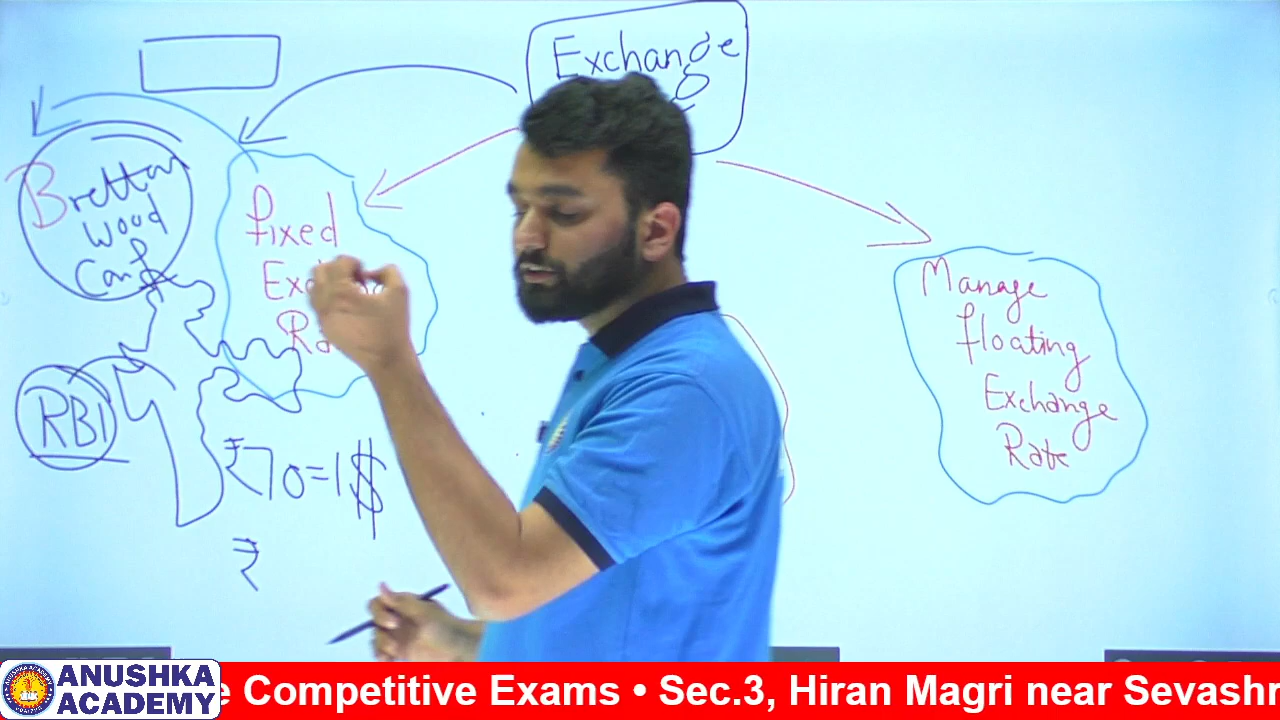 Exchange
Bretton
Wood
Conf
fixed
RBI
₹70=1$
₹
Manage
floating
Exchange
Rate
ANUSHKA
ACADEMY
Competitive Exams • Sec.3, Hiran Magri near